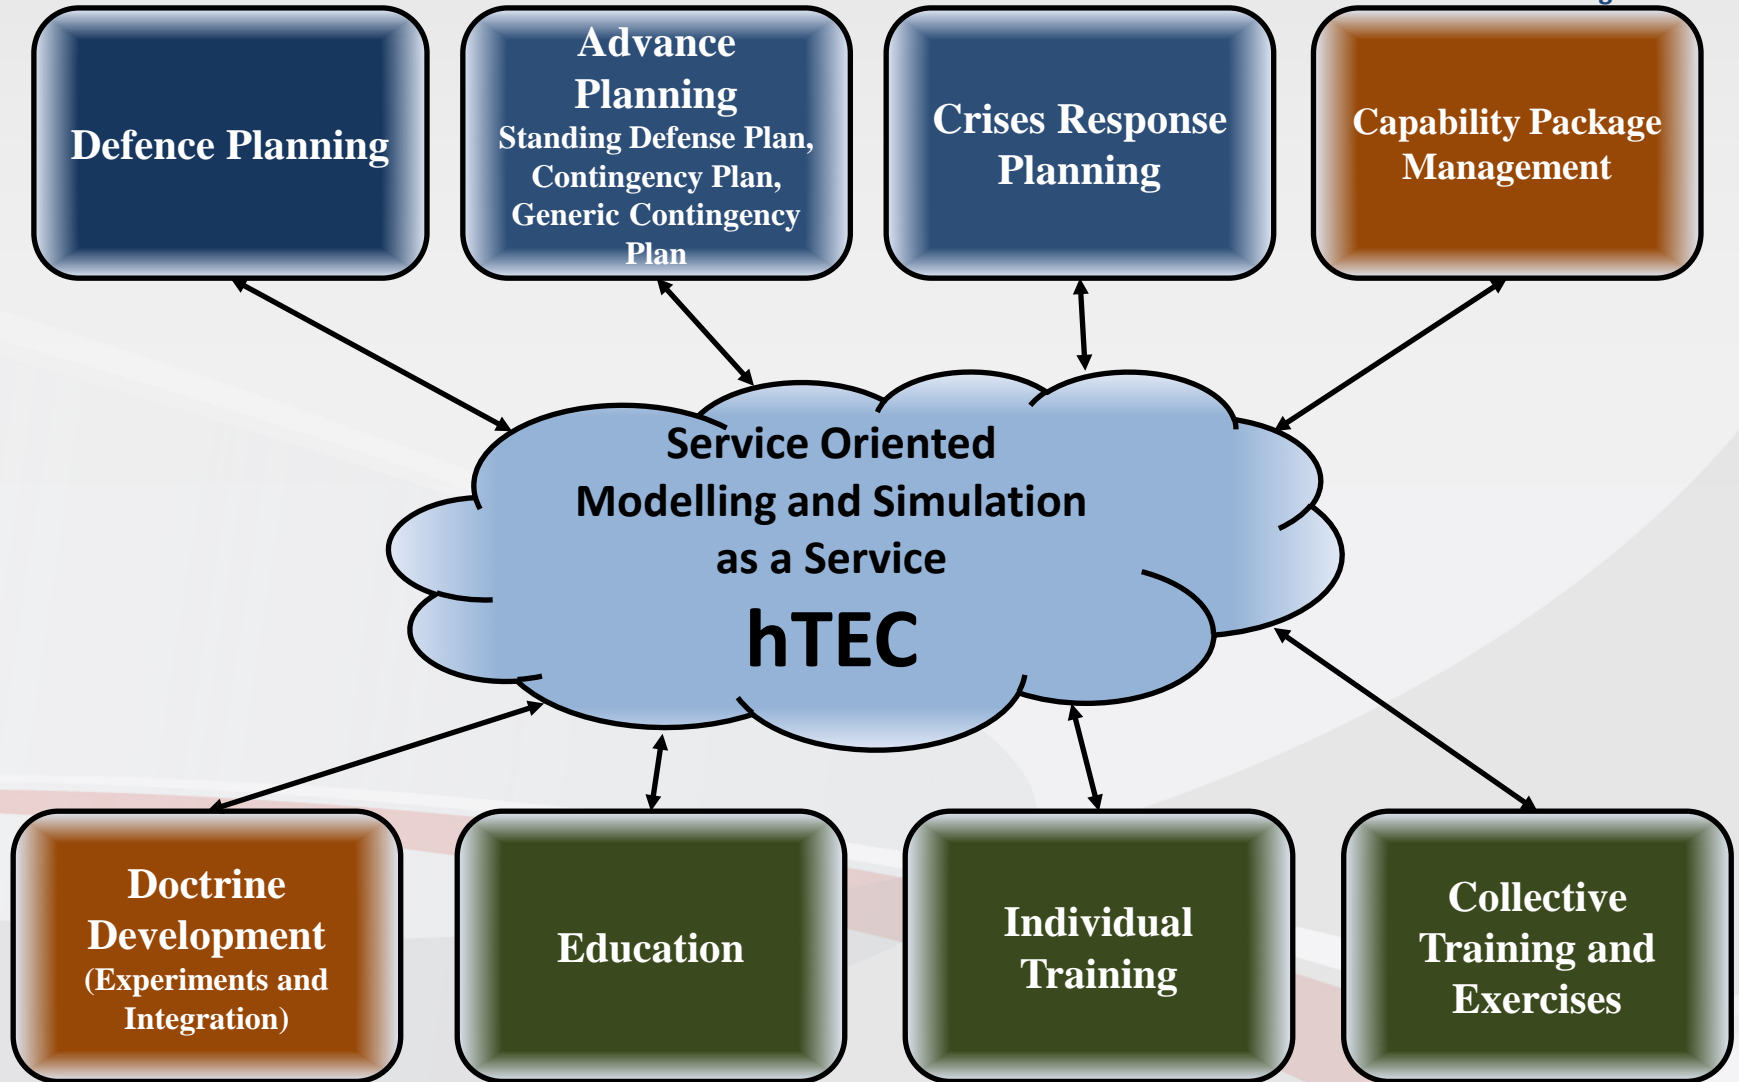 Defence Planning
Advance
Planning
Standing Defense Plan,
Contingency Plan,
Generic Contingency
Plan
Crises Response
Planning
Capability Package
Management
Service Oriented
Modelling and Simulation
as a Service
hTEC
Doctrine
Development
(Experiments and
Integration)
Education
Individual
Training
Collective
Training and
Exercises